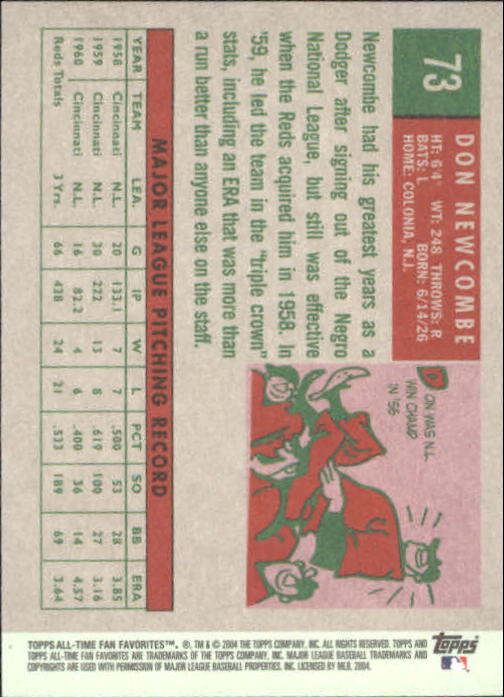 73
DON NEWCOMBE
HT: 6'4" WT: 248 THROWS: R
BATS: L BORN: 6/14/26
HOME: COLONIA, N.J.
Newcombe had his greatest years as a
Dodger after signing out of the Negro
National League, but still was effective
when the Reds acquired him in 1958. In
'59, he led the team in the "triple crown"
stats, including an ERA that was more than
a run better than anyone else on the staff.
DON WAS N.L.
WIN CHAMP
IN '56
MAJOR LEAGUE PITCHING RECORD
YEAR TEAM LEA. G IP W L PCT SO BB ERA
1958 Cincinnati N.L. 20 133.1 7 7 .500 53 28 3.85
1959 Cincinnati N.L. 30 222 13 8 .619 100 27 3.16
1960 Cincinnati N.L. 16 82.2 4 6 .400 36 14 4.57
Reds Totals 3 Yrs. 66 438 24 21 .533 189 69 3.64
topps
TOPPS ALL-TIME FAN FAVORITES™. ®, TM & © 2004 THE TOPPS COMPANY, INC. ALL RIGHTS RESERVED. TOPPS AND
TOPPS ALL-TIME FAN FAVORITES ARE TRADEMARKS OF THE TOPPS COMPANY, INC. MAJOR LEAGUE BASEBALL TRADEMARKS AND
COPYRIGHTS ARE USED WITH PERMISSION OF MAJOR LEAGUE BASEBALL PROPERTIES, INC. LICENSED BY MLB, 2004.